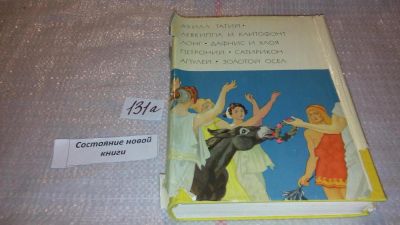 АХИЛЛ ТАТИЙ •
ЛЕВКИППА И КЛИТОФОНТ
ЛОНГ • ДАФНИС И ХЛОЯ
ПЕТРОНИЙ • САТИРИКОН
АПУЛЕЙ • ЗОЛОТОЙ ОСЕЛ
131а
Состояние новой
книги